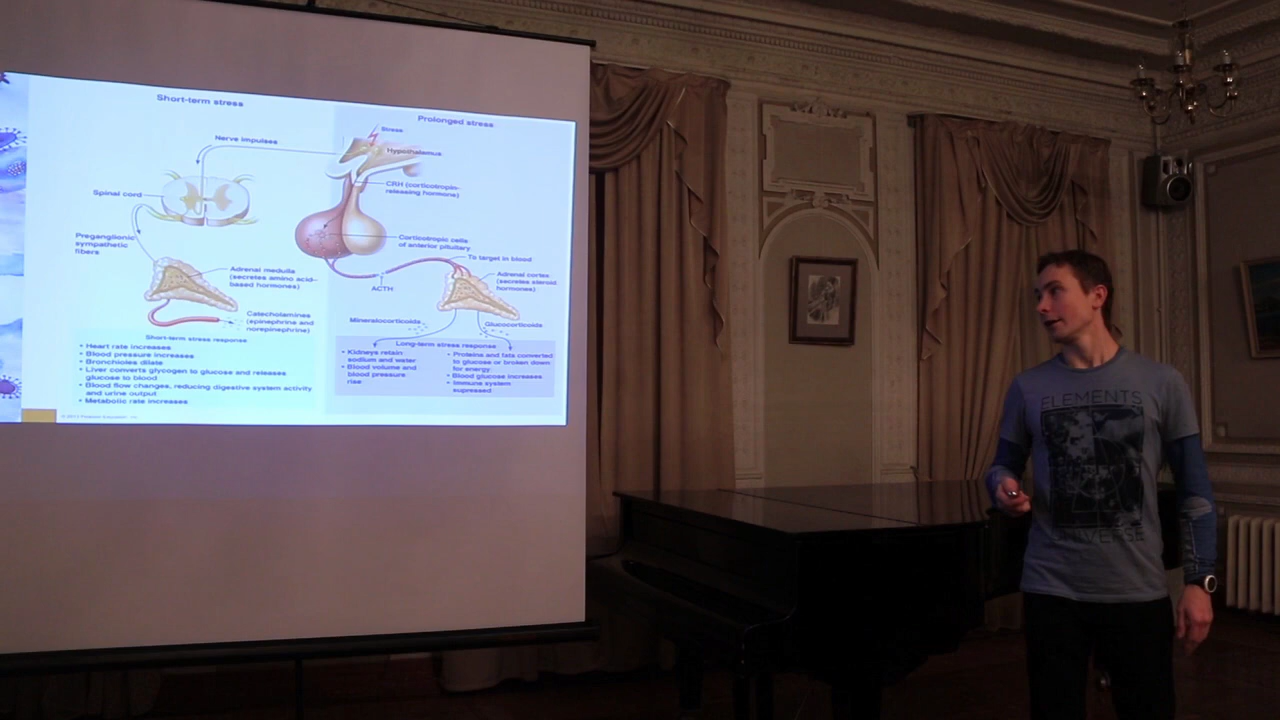 Short-term stress
Prolonged stress
Nerve impulses
Stress
Hypothalamus
CRH (corticotropin-
releasing hormone)
Spinal cord
Corticotropic cells
of anterior pituitary
Preganglionic
sympathetic
fibers
To target in blood
Adrenal medulla
(secretes amino acid–
based hormones)
ACTH
Adrenal cortex
(secretes steroid
hormones)
Catecholamines
(epinephrine and
norepinephrine)
Mineralocorticoids
Glucocorticoids
Short-term stress response
• Heart rate increases
• Blood pressure increases
• Bronchioles dilate
• Liver converts glycogen to glucose and releases
glucose to blood
• Blood flow changes, reducing digestive system activity
and urine output
• Metabolic rate increases
Long-term stress response
• Kidneys retain
sodium and water
• Blood volume and
blood pressure
rise
• Proteins and fats converted
to glucose or broken down
for energy
• Blood glucose increases
• Immune system
supressed
ELEMENTS
UNIVERSE